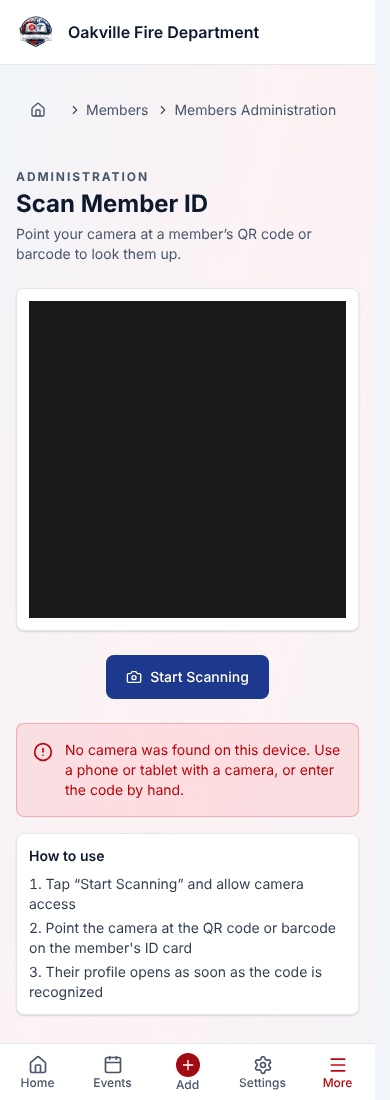 Oakville Fire Department
Members
Members Administration
ADMINISTRATION
Scan Member ID
Point your camera at a member’s QR code or
barcode to look them up.
Start Scanning
No camera was found on this device. Use
a phone or tablet with a camera, or enter
the code by hand.
How to use
1. Tap “Start Scanning” and allow camera
access
2. Point the camera at the QR code or barcode
on the member's ID card
3. Their profile opens as soon as the code is
recognized
Home
Events
Add
Settings
More